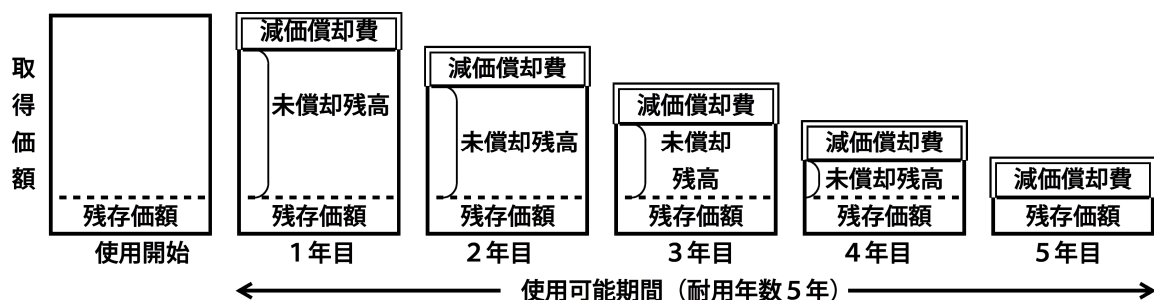 取得価額
残存価額
使用開始
減価償却費
未償却残高
残存価額
1年目
減価償却費
未償却残高
残存価額
2年目
減価償却費
未償却
残高
残存価額
3年目
減価償却費
未償却残高
残存価額
4年目
減価償却費
残存価額
5年目
使用可能期間（耐用年数5年）